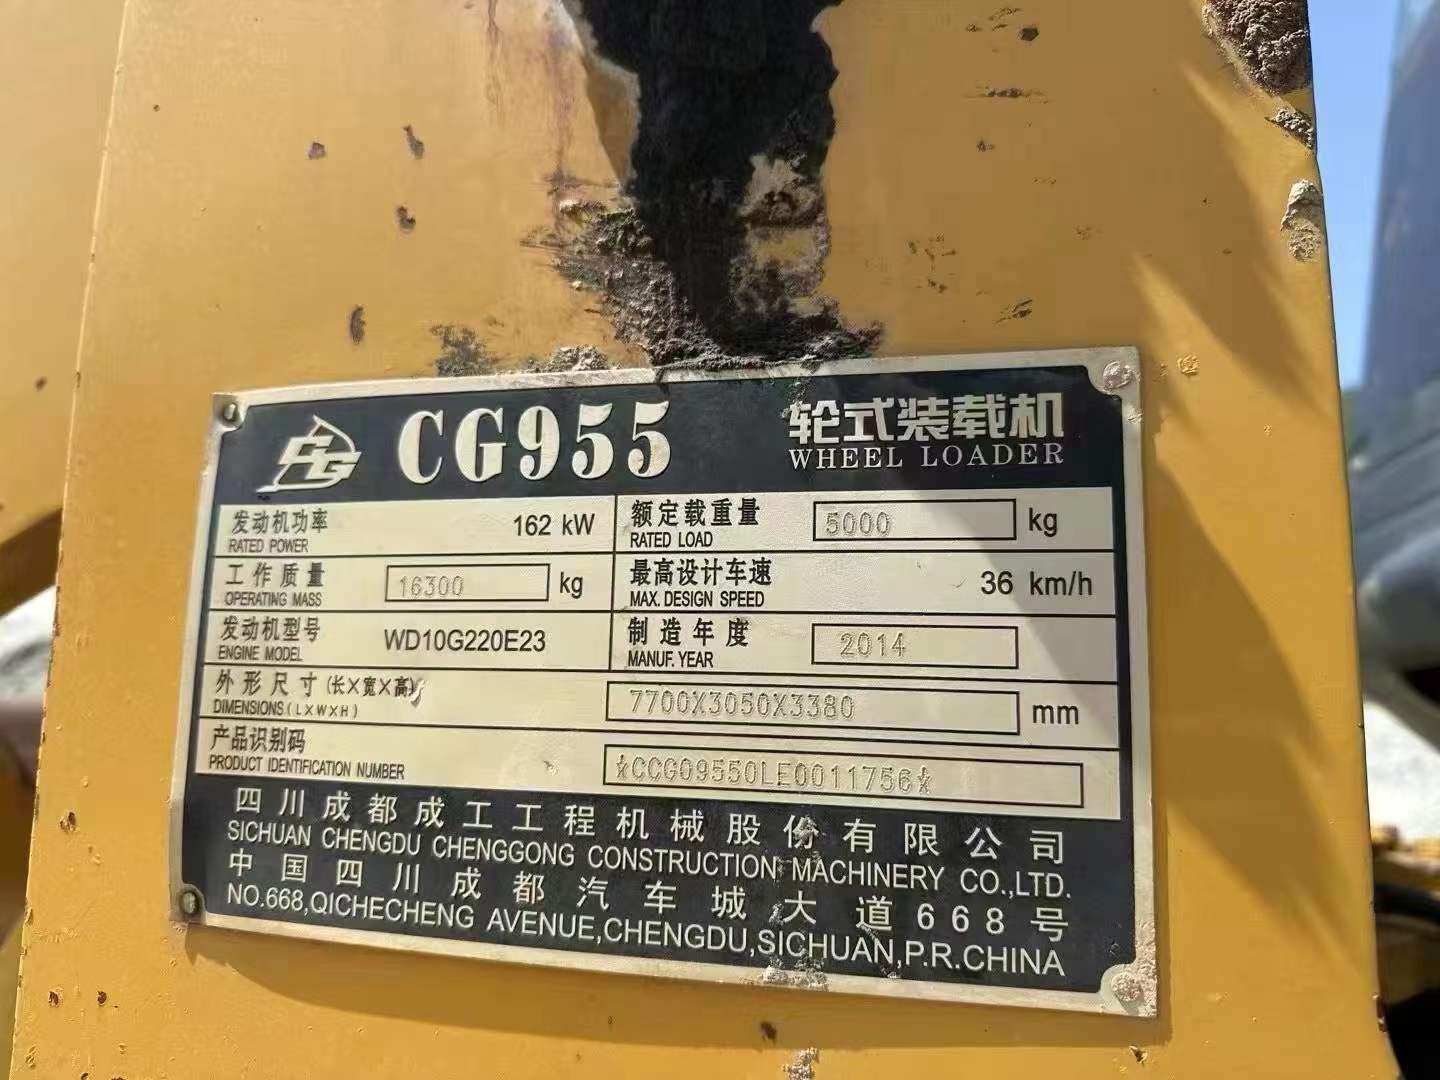 CG CG955 轮式装载机
WHEEL LOADER
发动机功率 162 kW
RATED POWER
额定载重量 5000 kg
RATED LOAD
工作质量 16300 kg
OPERATING MASS
最高设计车速 36 km/h
MAX. DESIGN SPEED
发动机型号 WD10G220E23
ENGINE MODEL
制造年度 2014
MANUF. YEAR
外形尺寸(长×宽×高) 7700X3050X3380 mm
DIMENSIONS(L×W×H)
产品识别码 ★CCG09550LE0011756★
PRODUCT IDENTIFICATION NUMBER
四川成都成工工程机械股份有限公司
SICHUAN CHENGDU CHENGGONG CONSTRUCTION MACHINERY CO.,LTD.
中国四川成都汽车城大道668号
NO.668,QICHECHENG AVENUE,CHENGDU,SICHUAN,P.R.CHINA